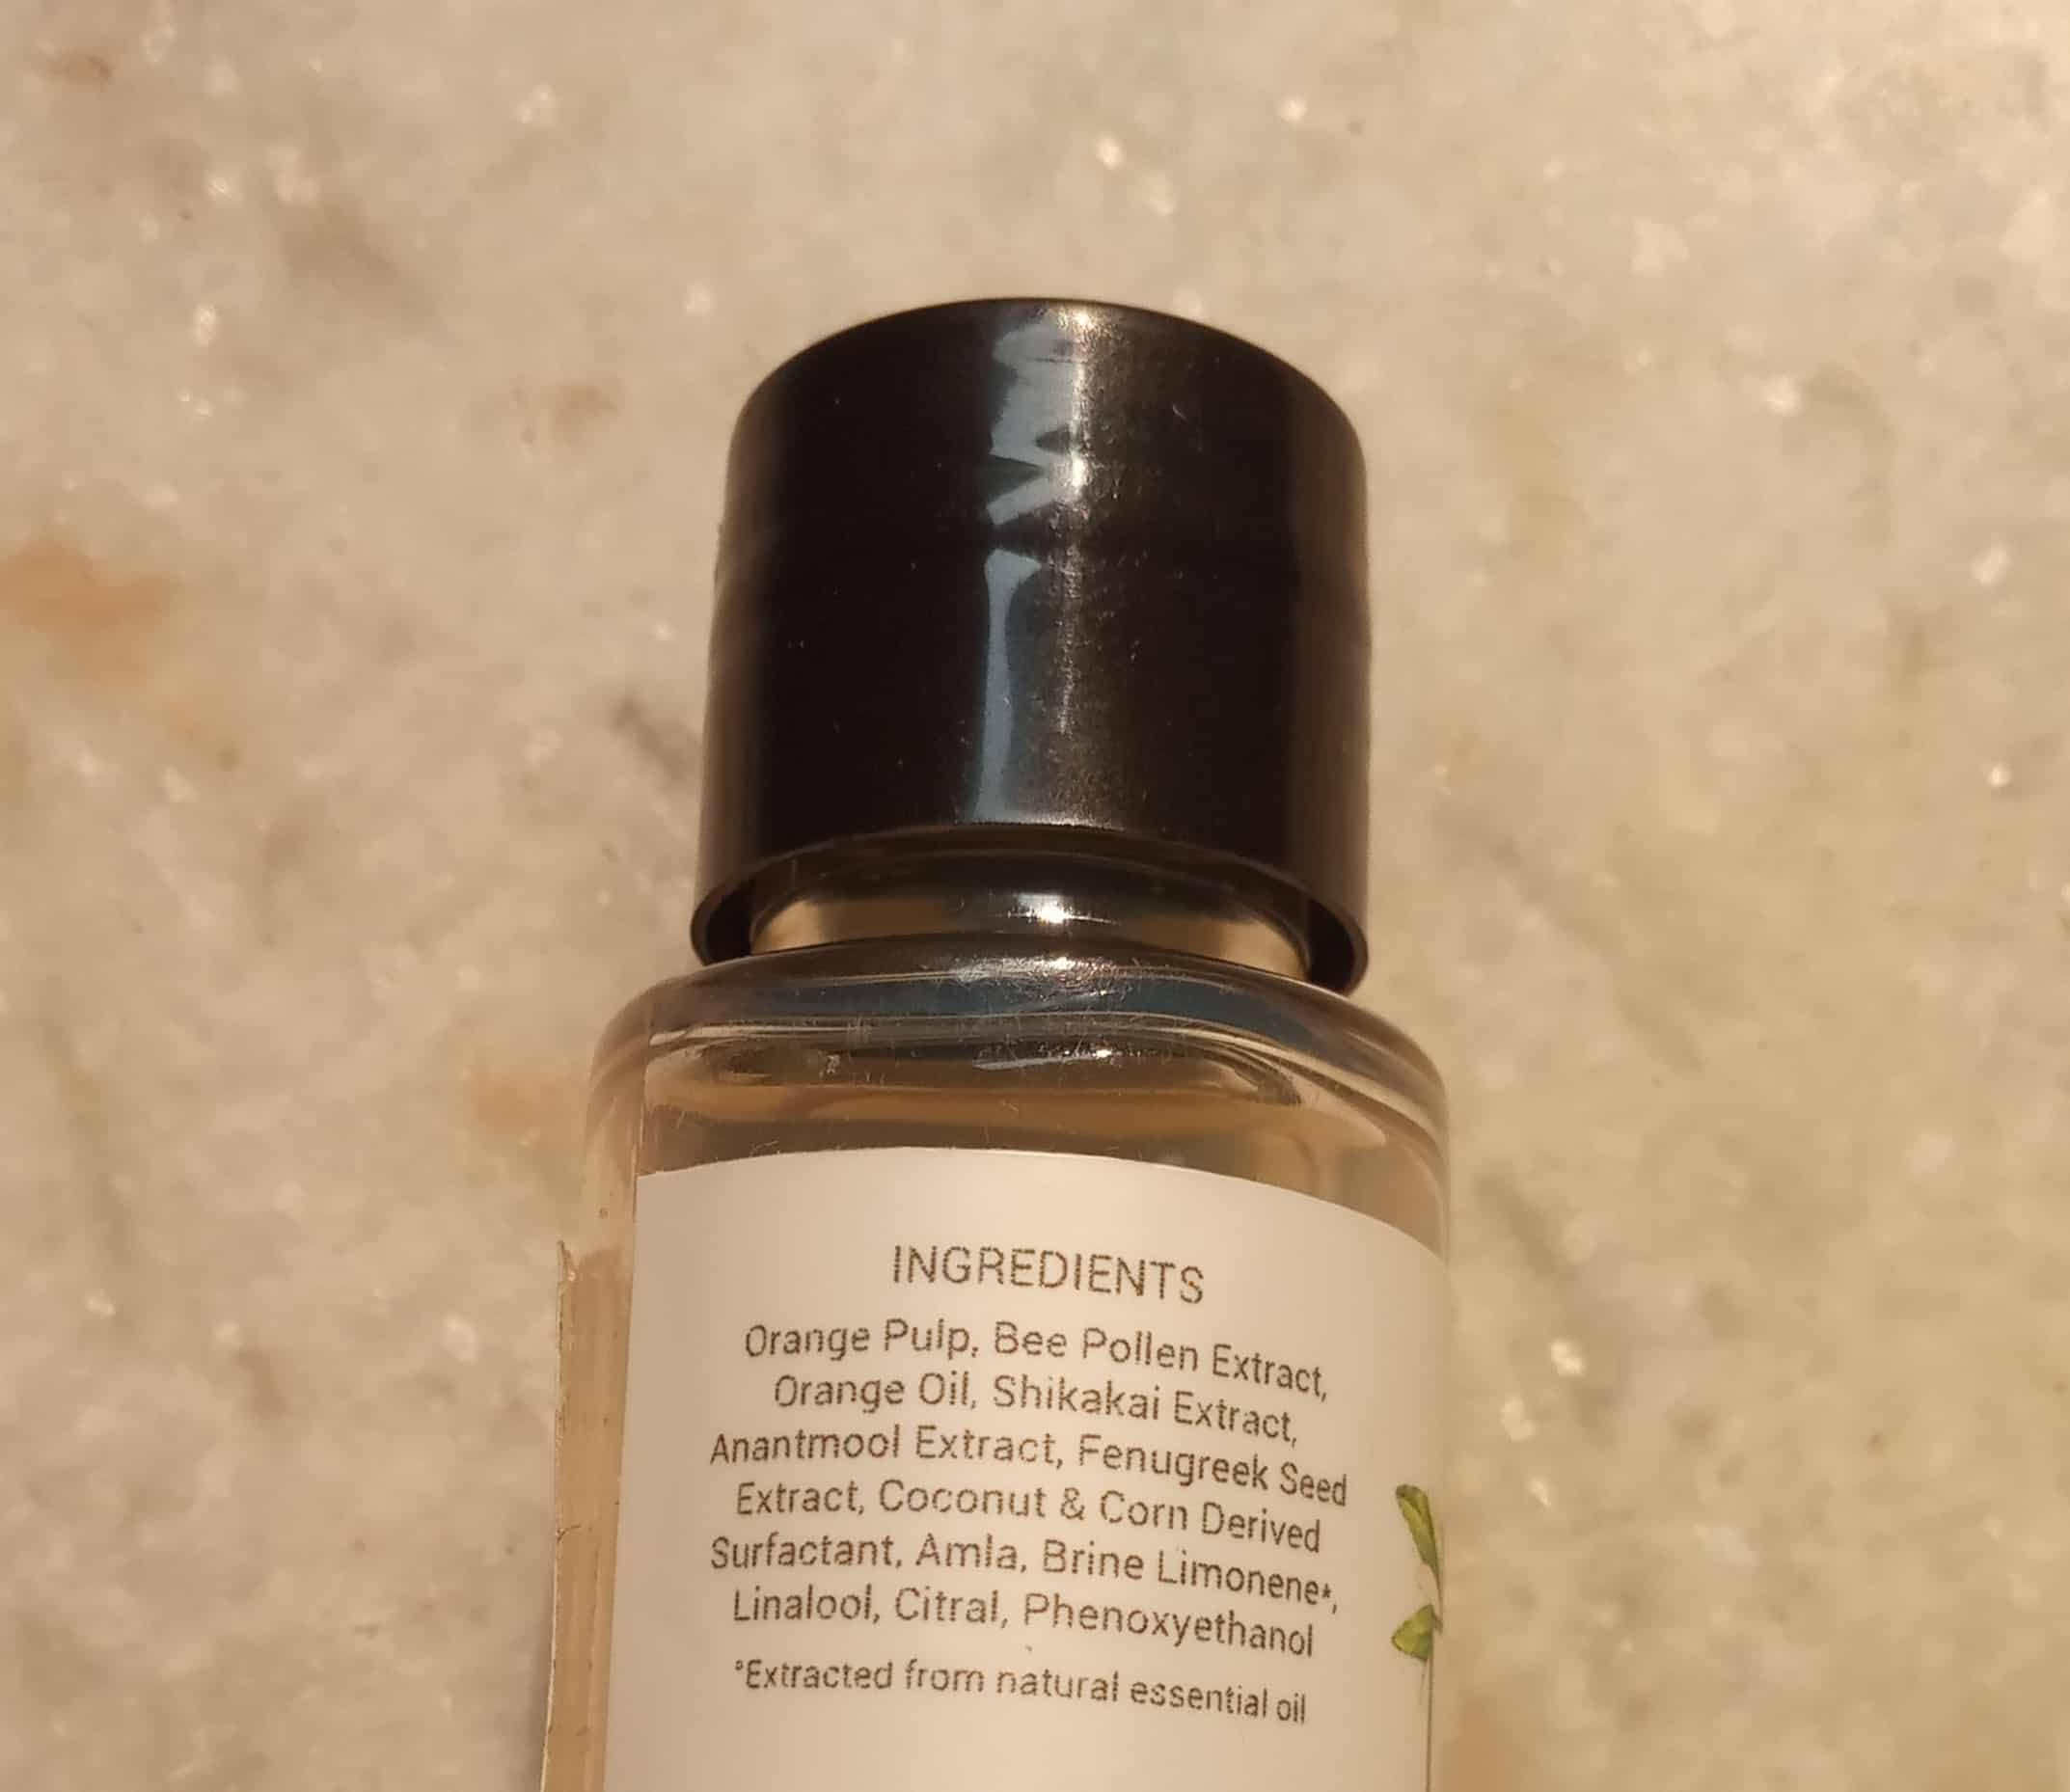 INGREDIENTS
Orange Pulp, Bee Pollen Extract,
Orange Oil, Shikakai Extract,
Anantmool Extract, Fenugreek Seed
Extract, Coconut & Corn Derived
Surfactant, Amla, Brine Limonene*,
Linalool, Citral, Phenoxyethanol
*Extracted from natural essential oil